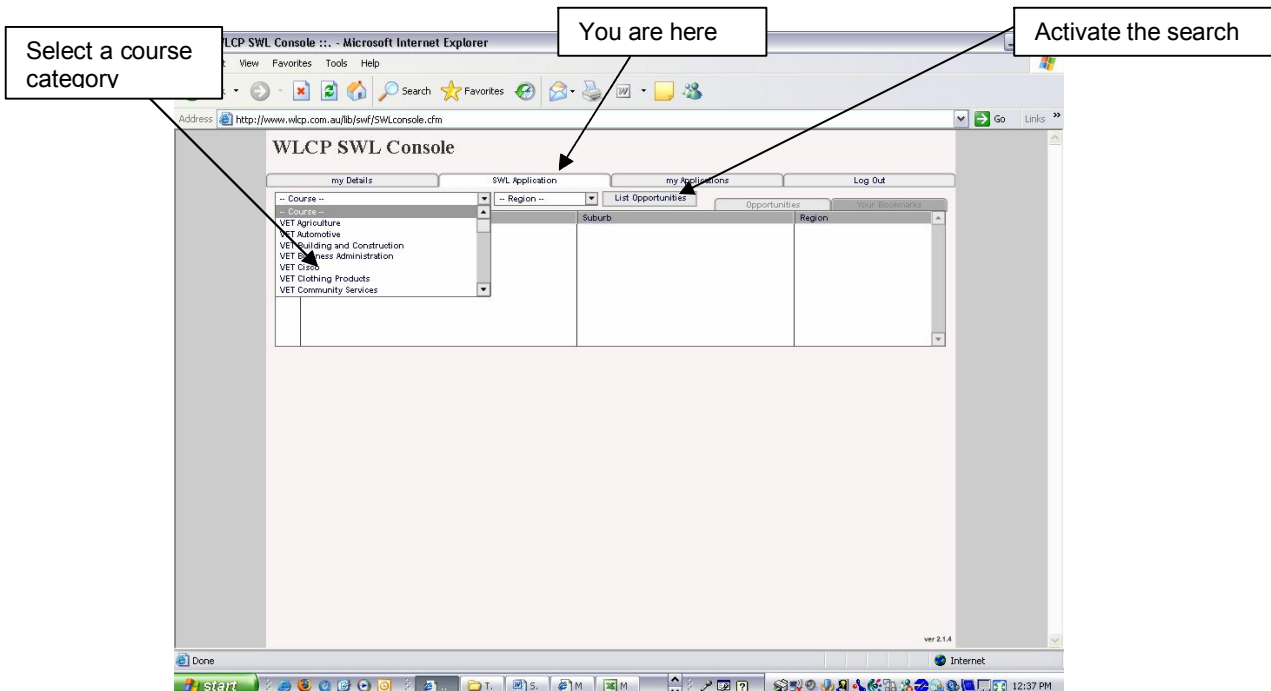 Select a course
category
You are here
Activate the search
LCP SWL Console ::. - Microsoft Internet Explorer
View Favorites Tools Help
Search Favorites
Address http://www.wlcp.com.au/lib/swf/SWLconsole.cfm Go Links »
WLCP SWL Console
my Details SWL Application my Applications Log Out
-- Course -- -- Region -- List Opportunities Opportunities Your Bookmarks
-- Course -- Suburb Region
VET Agriculture
VET Automotive
VET Building and Construction
VET Business Administration
VET Cisco
VET Clothing Products
VET Community Services
ver 2.1.4
Done Internet
start T. S. M M 12:37 PM